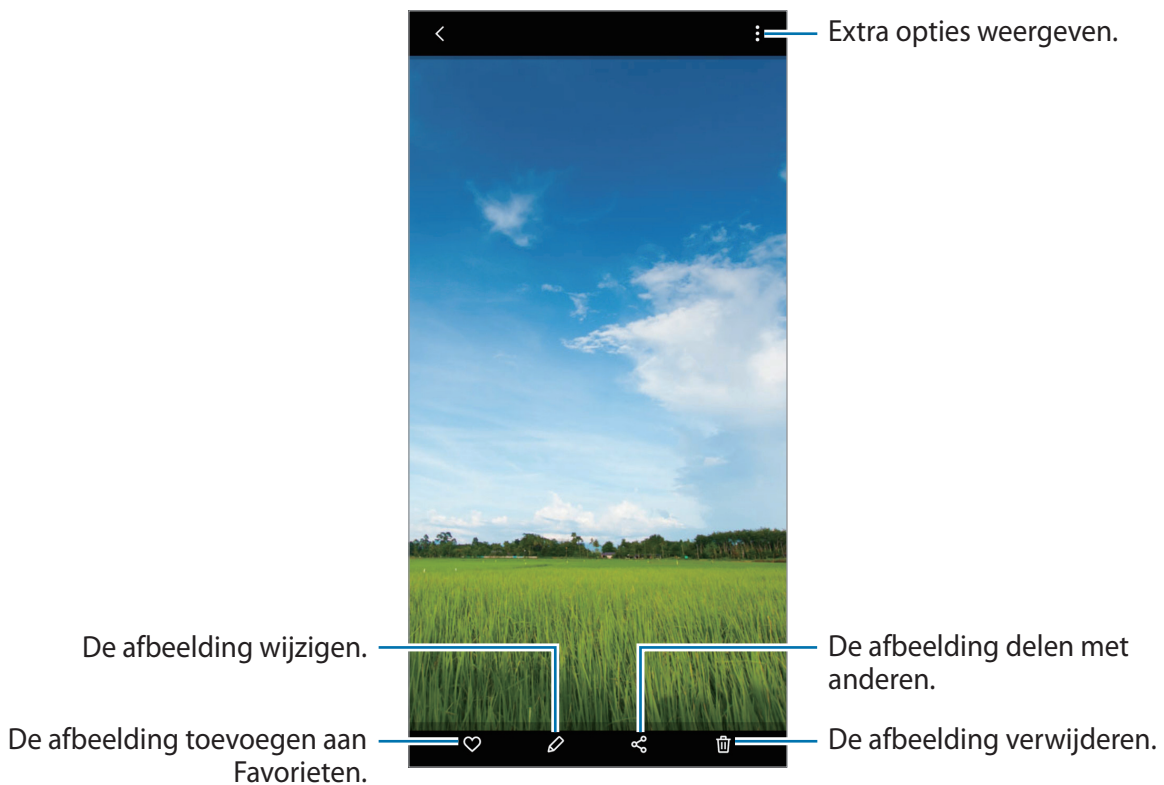 Extra opties weergeven.
De afbeelding wijzigen.
De afbeelding delen met
anderen.
De afbeelding toevoegen aan
Favorieten.
De afbeelding verwijderen.